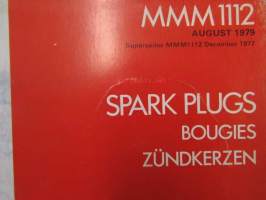 MMM 1112
AUGUST 1979
Supersedes MMM1112 December 1977
SPARK PLUGS
BOUGIES
ZÜNDKERZEN